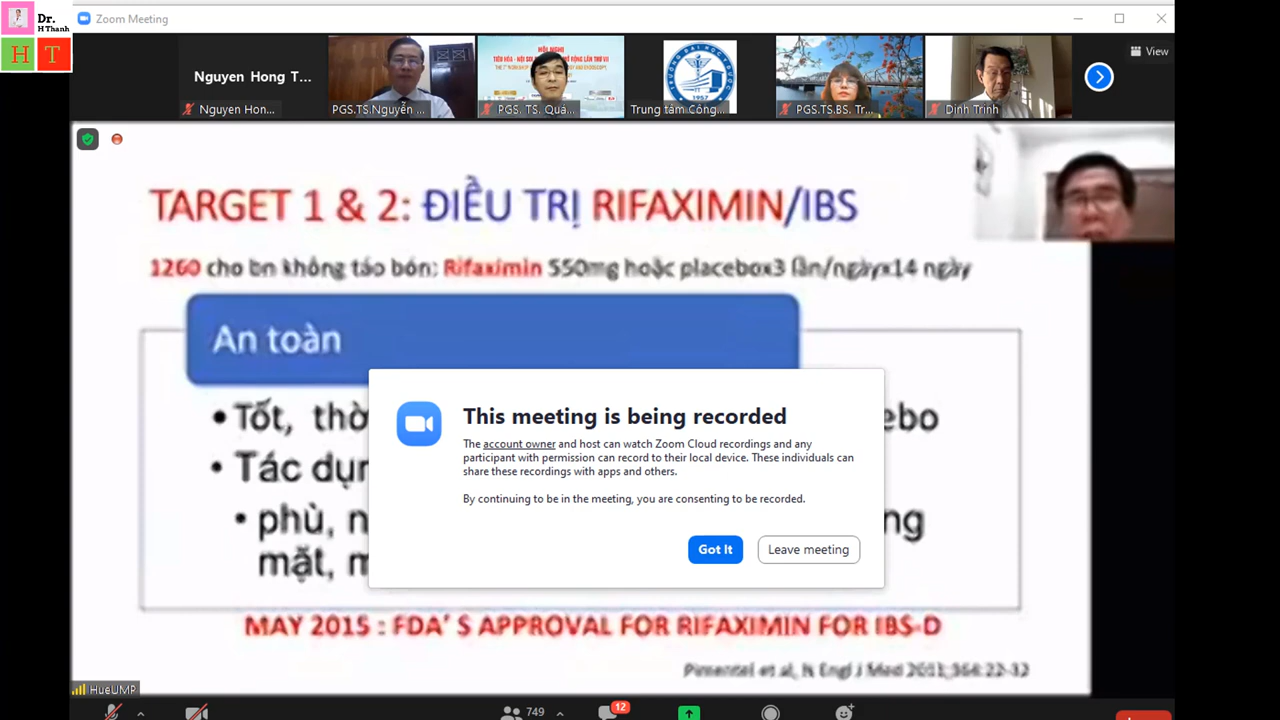 Dr.
H Thanh
H T
Zoom Meeting
Nguyen Hong T...
View
Nguyen Hon...
PGS.TS.Nguyễn ...
PGS. TS. Quá...
Trung tâm Công...
PGS.TS.BS. Tr...
Dinh Trinh
HỘI NGHỊ
1957
TARGET 1 & 2: ĐIỀU TRỊ RIFAXIMIN/IBS
1260 cho bn không táo bón: Rifaximin 550mg hoặc placebox3 lần/ngàyx14 ngày
An toàn
• Tốt, thờ
ebo
• Tác dụn
• phù, n
ng
mặt, m
This meeting is being recorded
The account owner and host can watch Zoom Cloud recordings and any
participant with permission can record to their local device. These individuals can
share these recordings with apps and others.
By continuing to be in the meeting, you are consenting to be recorded.
Got It
Leave meeting
MAY 2015 : FDA' S APPROVAL FOR RIFAXIMIN FOR IBS-D
Pimentel et al, N Engl J Med 2011;364:22-32
HueUMP
749
12